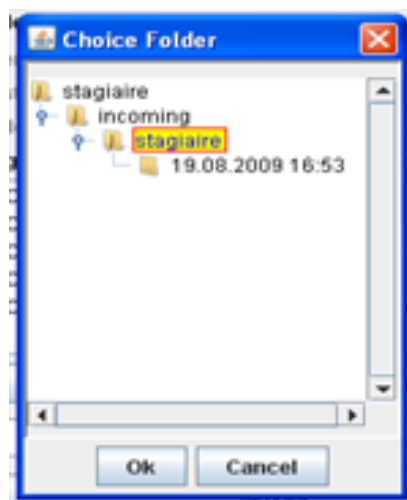 Choice Folder
stagiaire
incoming
stagiaire
19.08.2009 16:53
Ok Cancel